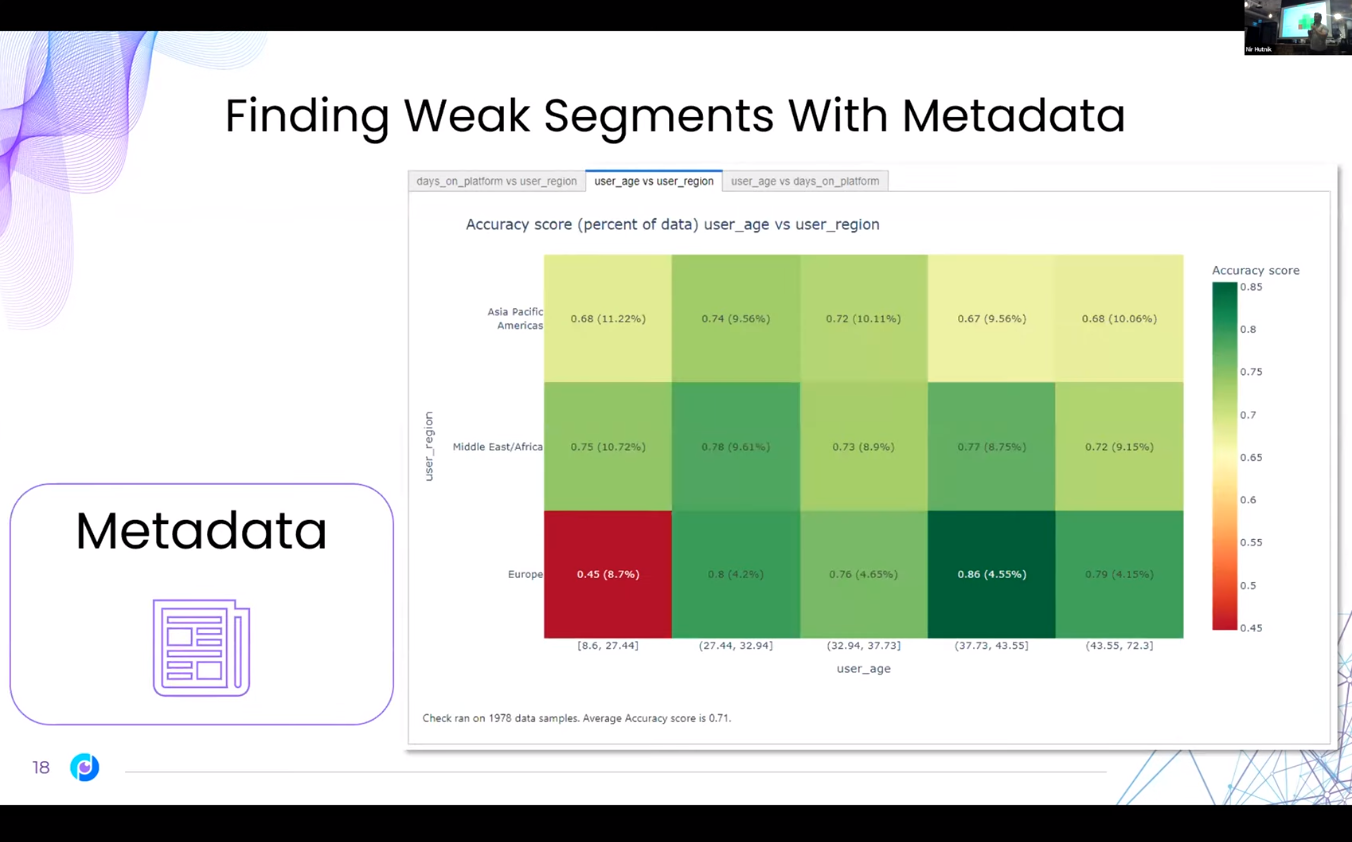 Nir Hutnik
Finding Weak Segments With Metadata
days_on_platform vs user_region
user_age vs user_region
user_age vs days_on_platform
Accuracy score (percent of data) user_age vs user_region
Accuracy score
0.85
0.8
0.75
0.7
0.65
0.6
0.55
0.5
0.45
user_region
Asia Pacific
Americas
0.68 (11.22%)
0.74 (9.56%)
0.72 (10.11%)
0.67 (9.56%)
0.68 (10.06%)
Middle East/Africa
0.75 (10.72%)
0.78 (9.61%)
0.73 (8.9%)
0.77 (8.75%)
0.72 (9.15%)
Europe
0.45 (8.7%)
0.8 (4.2%)
0.76 (4.65%)
0.86 (4.55%)
0.79 (4.15%)
[8.6, 27.44]
(27.44, 32.94]
(32.94, 37.73]
(37.73, 43.55]
(43.55, 72.3]
user_age
Check ran on 1978 data samples. Average Accuracy score is 0.71.
Metadata
18